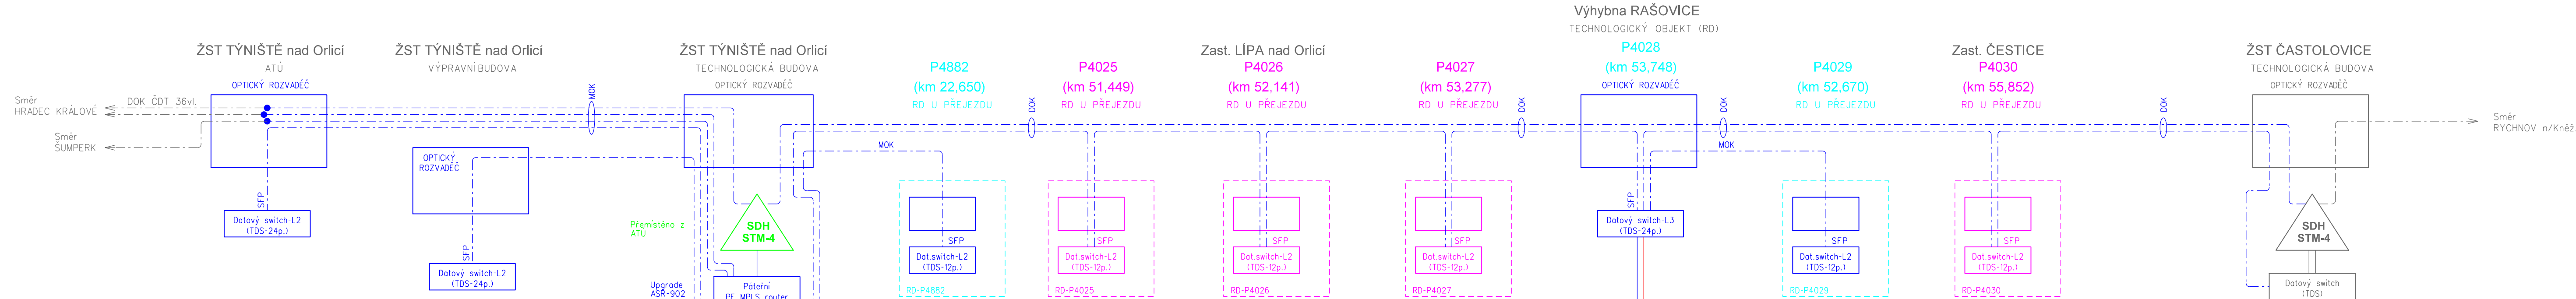 Směr
HRADEC KRÁLOVÉ
DOK ČDT 36vl.
Směr
ŠUMPERK
ŽST TÝNIŠTĚ nad Orlicí
ATÚ
OPTICKÝ ROZVADĚČ
SFP
Datový switch-L2
(TDS-24p.)
ŽST TÝNIŠTĚ nad Orlicí
VÝPRAVNÍ BUDOVA
OPTICKÝ
ROZVADĚČ
SFP
Datový switch-L2
(TDS-24p.)
MOK
ŽST TÝNIŠTĚ nad Orlicí
TECHNOLOGICKÁ BUDOVA
OPTICKÝ ROZVADĚČ
Přemístěno z
ATÚ
SDH
STM-4
Upgrade
ASR-902
Páteřní
PE MPLS router
MOK
P4882
(km 22,650)
RD U PŘEJEZDU
SFP
Dat.switch-L2
(TDS-12p.)
RD-P4882
DOK
P4025
(km 51,449)
RD U PŘEJEZDU
SFP
Dat.switch-L2
(TDS-12p.)
RD-P4025
Zast. LÍPA nad Orlicí
P4026
(km 52,141)
RD U PŘEJEZDU
SFP
Dat.switch-L2
(TDS-12p.)
RD-P4026
P4027
(km 53,277)
RD U PŘEJEZDU
SFP
Dat.switch-L2
(TDS-12p.)
RD-P4027
DOK
Výhybna RAŠOVICE
TECHNOLOGICKÝ OBJEKT (RD)
P4028
(km 53,748)
OPTICKÝ ROZVADĚČ
SFP
Datový switch-L3
(TDS-24p.)
DOK
MOK
P4029
(km 52,670)
RD U PŘEJEZDU
SFP
Dat.switch-L2
(TDS-12p.)
RD-P4029
Zast. ČESTICE
P4030
(km 55,852)
RD U PŘEJEZDU
SFP
Dat.switch-L2
(TDS-12p.)
RD-P4030
DOK
ŽST ČASTOLOVICE
TECHNOLOGICKÁ BUDOVA
OPTICKÝ ROZVADĚČ
SDH
STM-4
Datový switch
(TDS)
Směr
RYCHNOV n/Kněž.